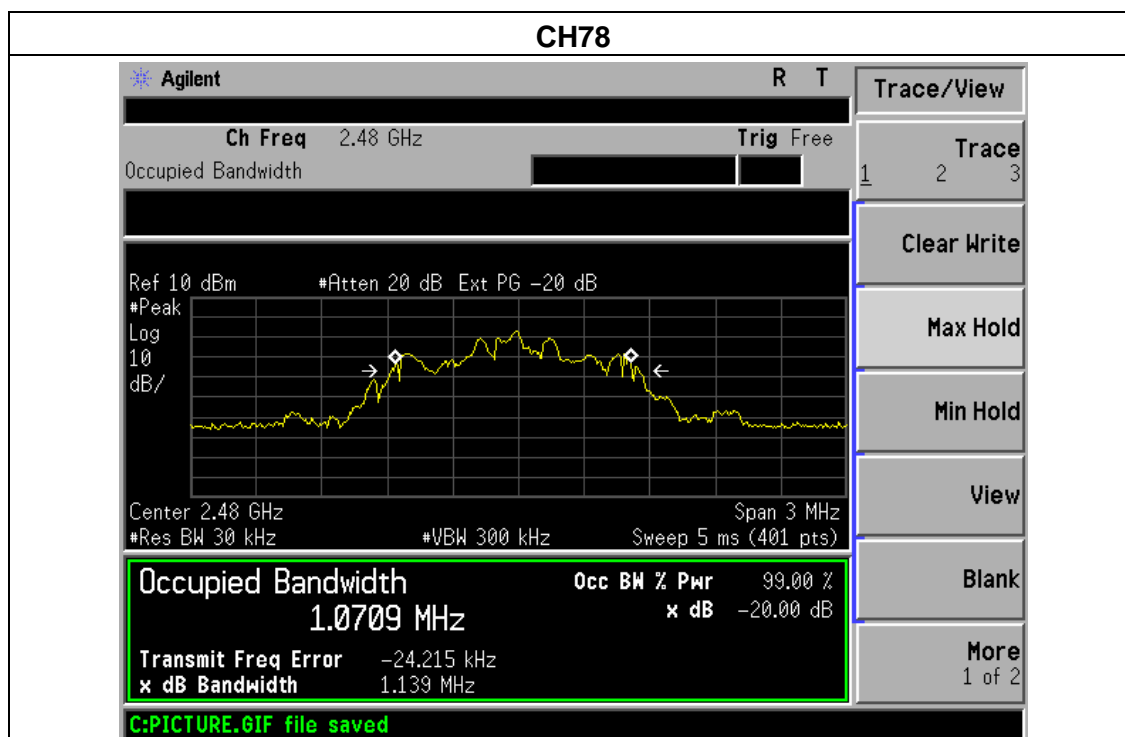 CH78
Agilent R T
Trace/View
Ch Freq 2.48 GHz Trig Free
Occupied Bandwidth
Trace
1 2 3
Clear Write
Ref 10 dBm #Atten 20 dB Ext PG -20 dB
#Peak
Log
10
dB/
Max Hold
Min Hold
View
Center 2.48 GHz Span 3 MHz
#Res BW 30 kHz #VBW 300 kHz Sweep 5 ms (401 pts)
Occupied Bandwidth Occ BW % Pwr 99.00 %
1.0709 MHz x dB -20.00 dB
Blank
Transmit Freq Error -24.215 kHz
x dB Bandwidth 1.139 MHz
More
1 of 2
C:PICTURE.GIF file saved